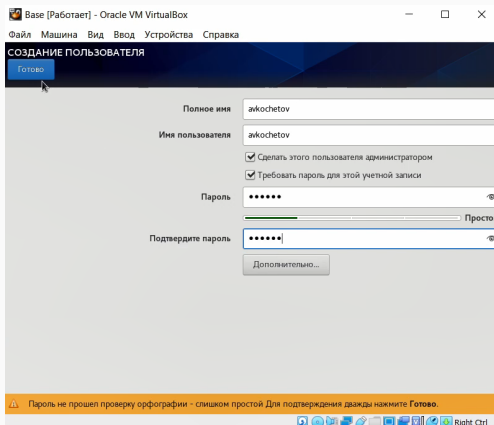 Base [Работает] - Oracle VM VirtualBox
Файл Машина Вид Ввод Устройства Справка
СОЗДАНИЕ ПОЛЬЗОВАТЕЛЯ
Готово
Полное имя
avkochetov
Имя пользователя
avkochetov
Сделать этого пользователя администратором
Требовать пароль для этой учетной записи
Пароль
••••••
Просто
Подтвердите пароль
••••••
Дополнительно...
Пароль не прошел проверку орфографии - слишком простой Для подтверждения дважды нажмите Готово.
Right Ctrl